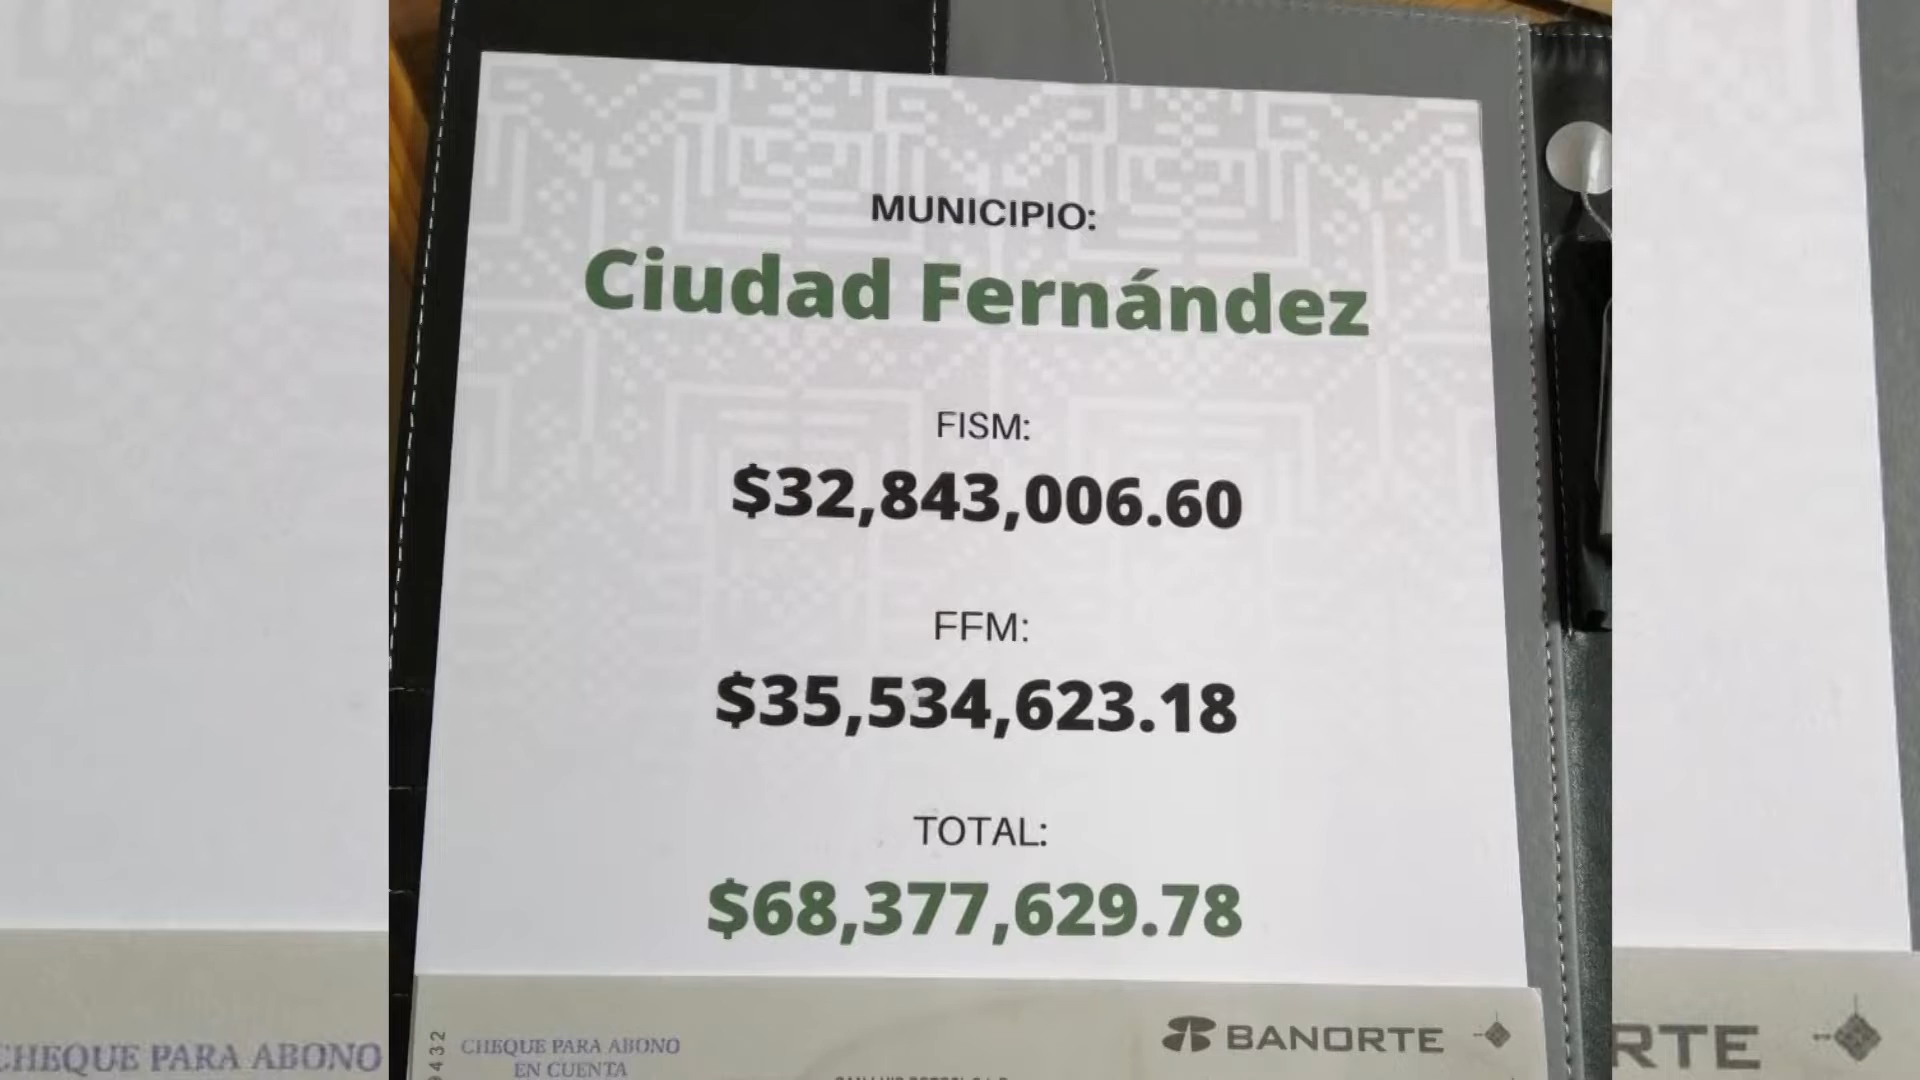 MUNICIPIO:
Ciudad Fernández
FISM:
$32,843,006.60
FFM:
$35,534,623.18
TOTAL:
$68,377,629.78
9432
CHEQUE PARA ABONO
EN CUENTA
BANORTE
CHEQUE PARA ABONO
RTE